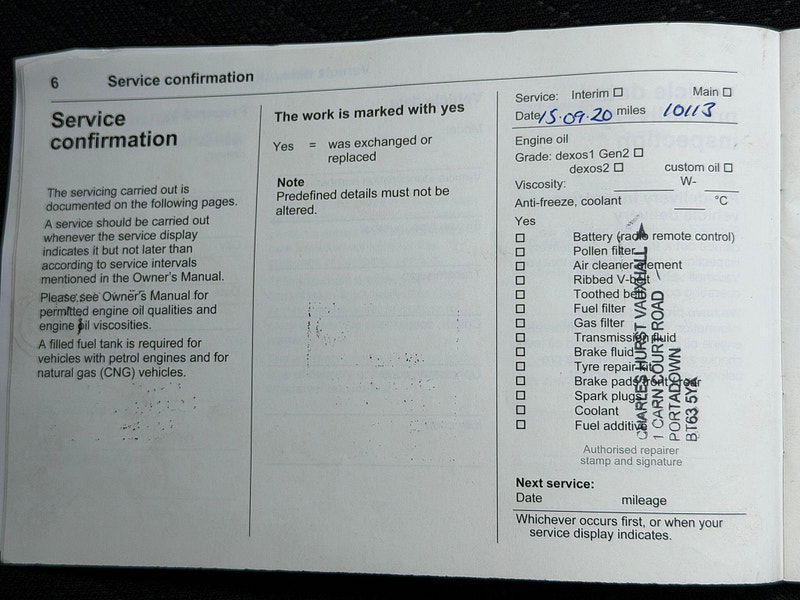 6 Service confirmation
Service
confirmation
The servicing carried out is
documented on the following pages.
A service should be carried out
whenever the service display
indicates it but not later than
according to service intervals
mentioned in the Owner's Manual.
Please see Owner's Manual for
permitted engine oil qualities and
engine oil viscosities.
A filled fuel tank is required for
vehicles with petrol engines and for
natural gas (CNG) vehicles.
The work is marked with yes
Yes = was exchanged or
replaced
Note
Predefined details must not be
altered.
Service: Interim ☐ Main ☐
Date 15.09.20 miles 10113
Engine oil
Grade: dexos1 Gen2 ☐
dexos2 ☐ custom oil ☐
Viscosity: W-
Anti-freeze, coolant °C
Yes
☐ Battery (radio remote control)
☐ Pollen filter
☐ Air cleaner element
☐ Ribbed V-belt
☐ Toothed belt
☐ Fuel filter
☐ Gas filter
☐ Transmission fluid
☐ Brake fluid
☐ Tyre repair kit
☐ Brake pads front / rear
☐ Spark plugs
☐ Coolant
☐ Fuel additive
CHARLES HURST VAUXHALL
1 CARN COURT ROAD
PORTADOWN
BT63 5YX
Authorised repairer
stamp and signature
Next service:
Date mileage
Whichever occurs first, or when your
service display indicates.